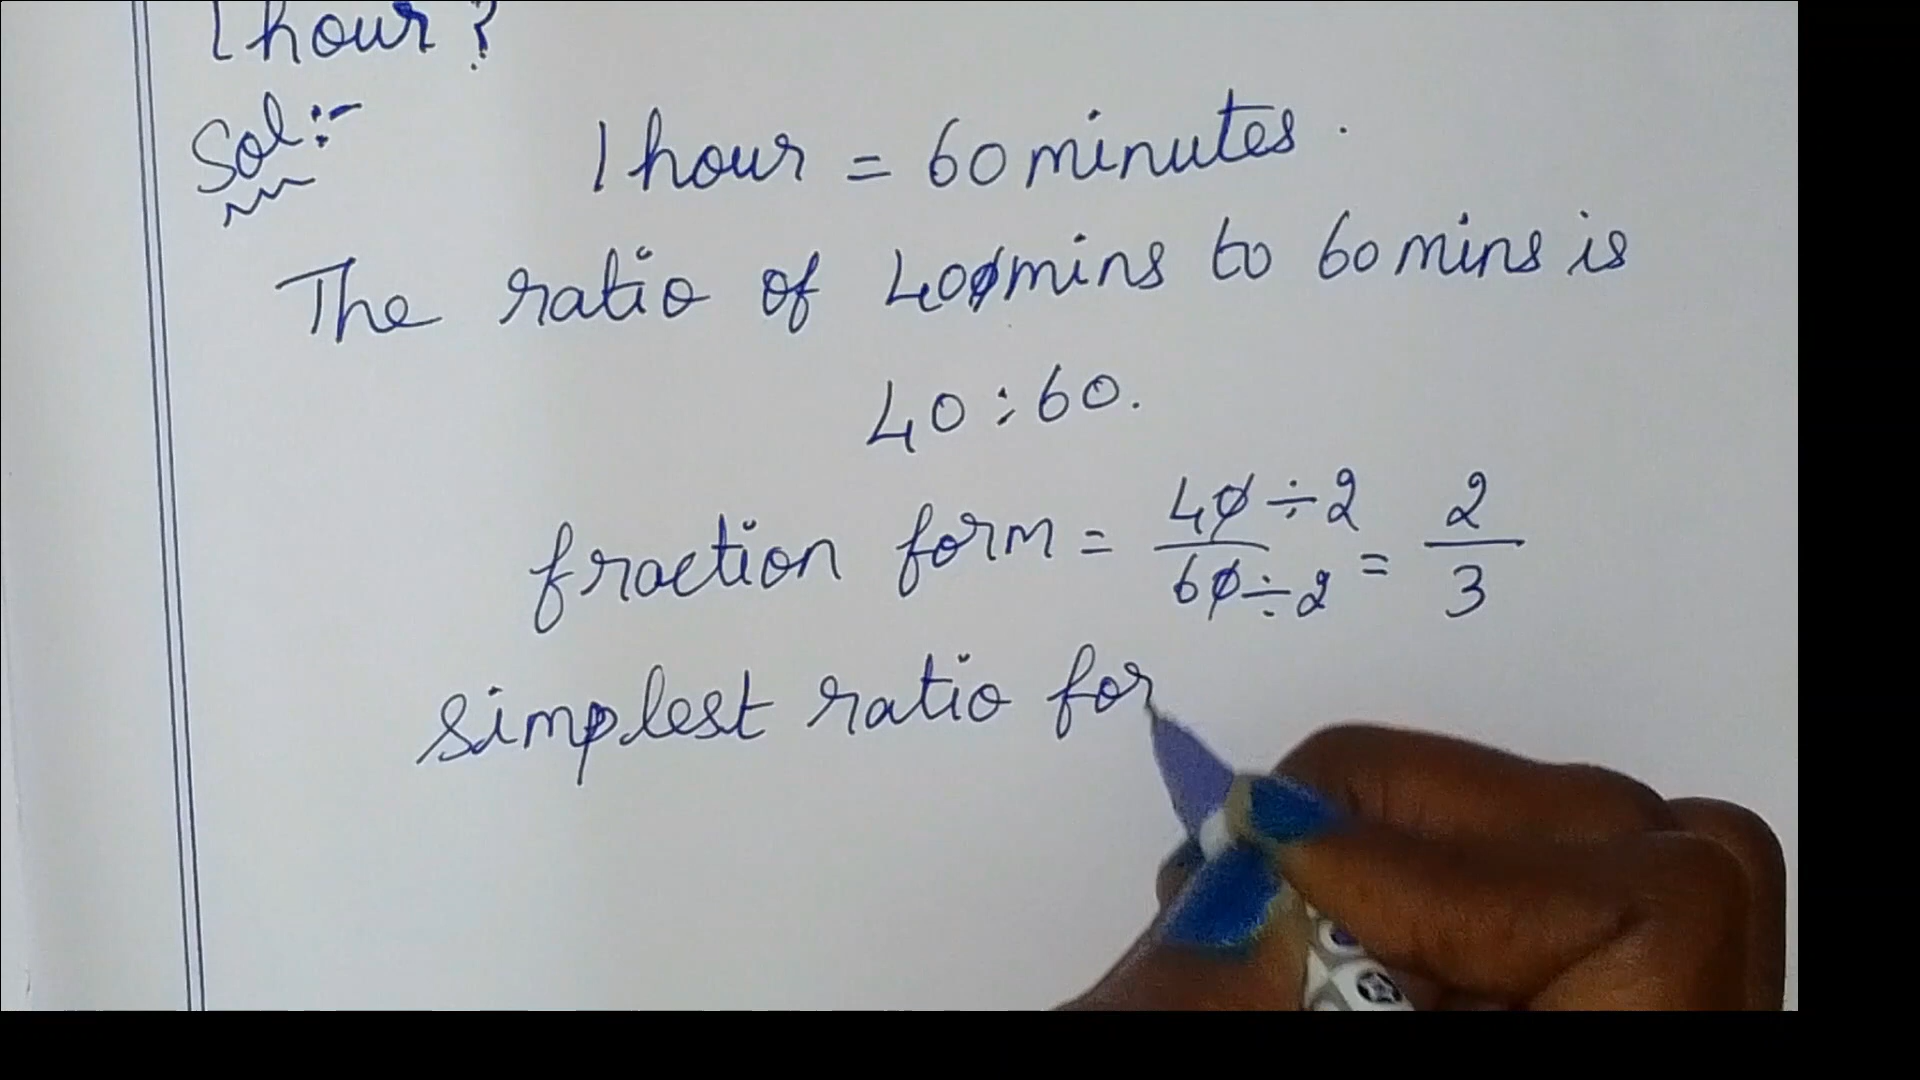 1 hour?
Sol:-
1 hour = 60 minutes.
The ratio of 40 mins to 60 mins is
40:60.
fraction form = 40÷2 / 60÷2 = 2/3
simplest ratio for